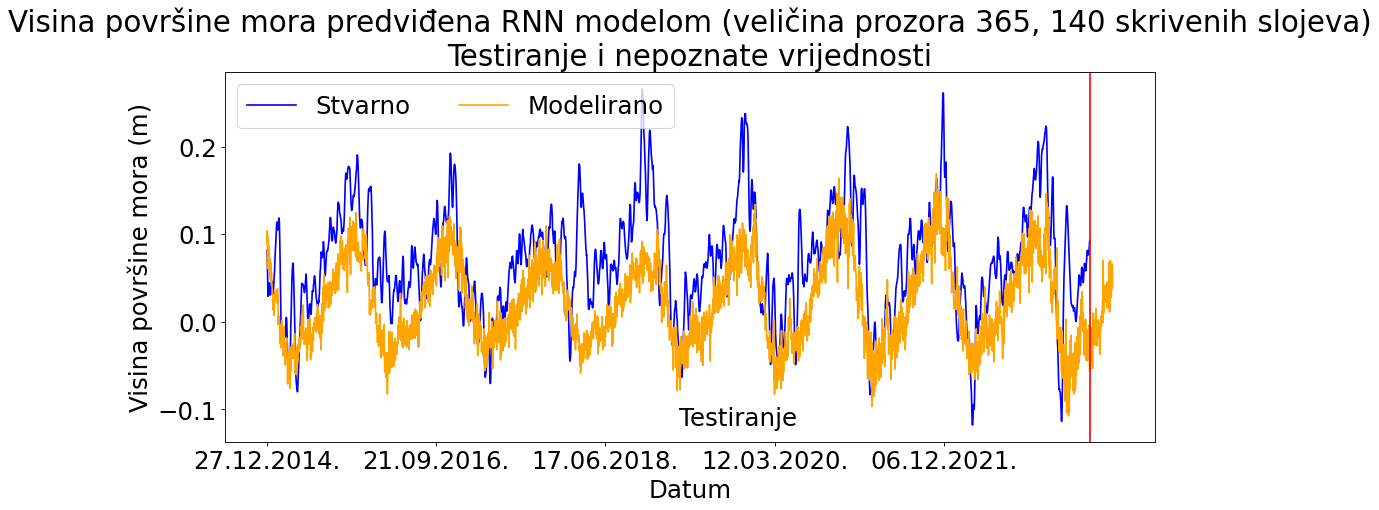 Visina površine mora predviđena RNN modelom (veličina prozora 365, 140 skrivenih slojeva)
Testiranje i nepoznate vrijednosti
Stvarno Modelirano
Visina površine mora (m)
0.2
0.1
0.0
−0.1
Testiranje
27.12.2014. 21.09.2016. 17.06.2018. 12.03.2020. 06.12.2021.
Datum